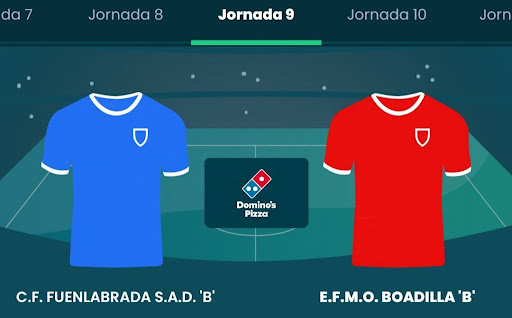 da 7 Jornada 8 Jornada 9 Jornada 10 Jorn
Domino's
Pizza
C.F. FUENLABRADA S.A.D. 'B' E.F.M.O. BOADILLA 'B'